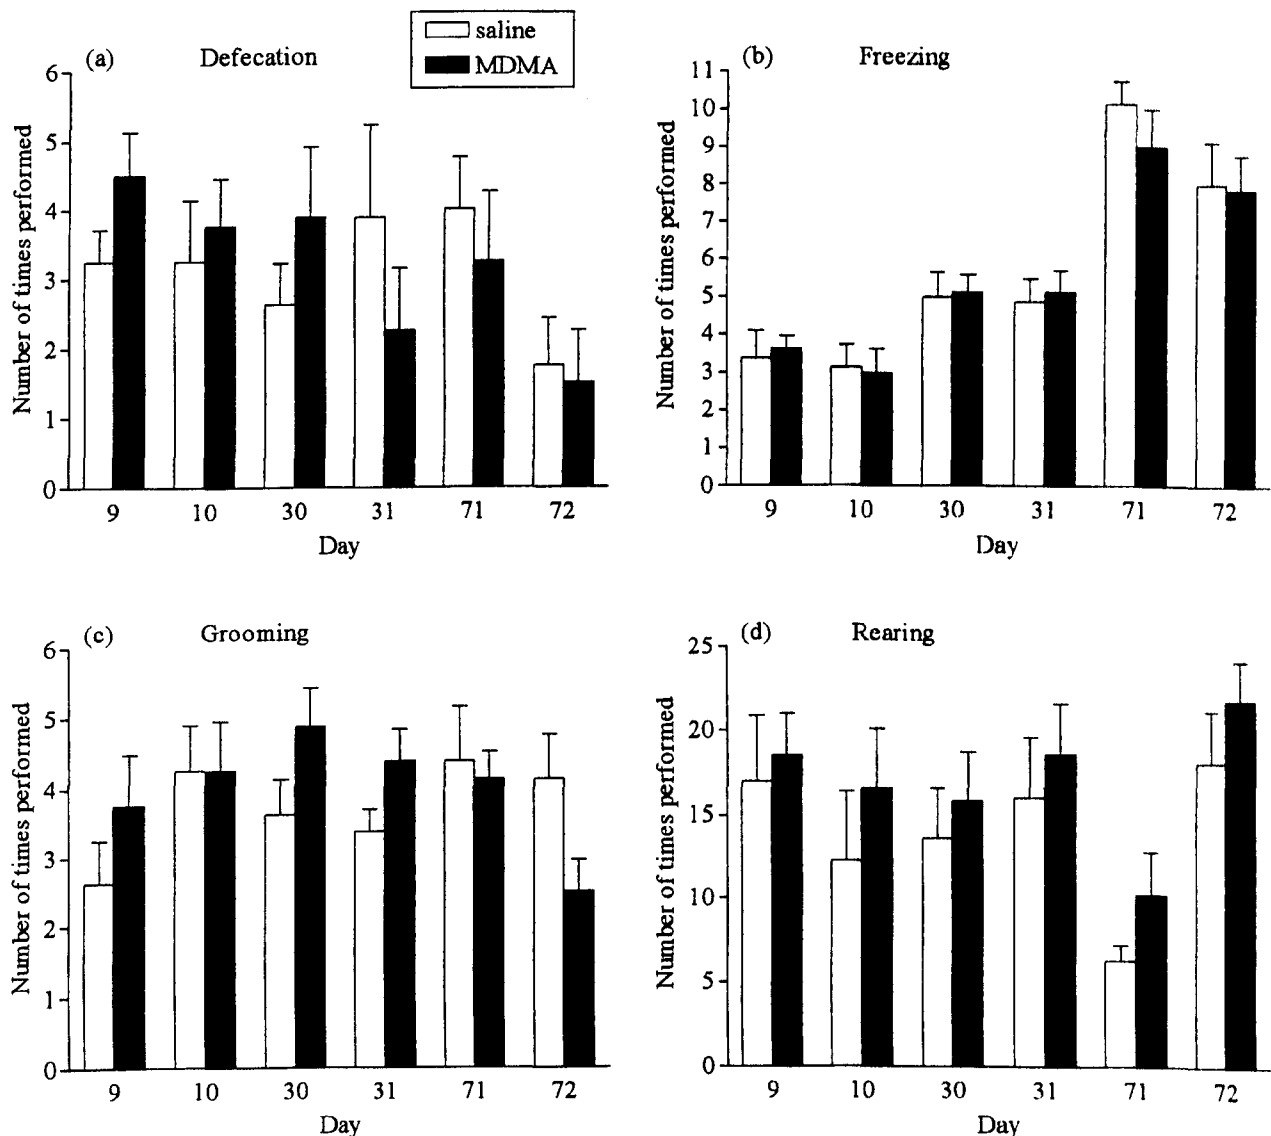 saline
MDMA
(a) Defecation
Number of times performed
6
5
4
3
2
1
0
9 10 30 31 71 72
Day
(b) Freezing
Number of times performed
11
10
9
8
7
6
5
4
3
2
1
0
9 10 30 31 71 72
Day
(c) Grooming
Number of times performed
6
5
4
3
2
1
0
9 10 30 31 71 72
Day
(d) Rearing
Number of times performed
25
20
15
10
5
0
9 10 30 31 71 72
Day